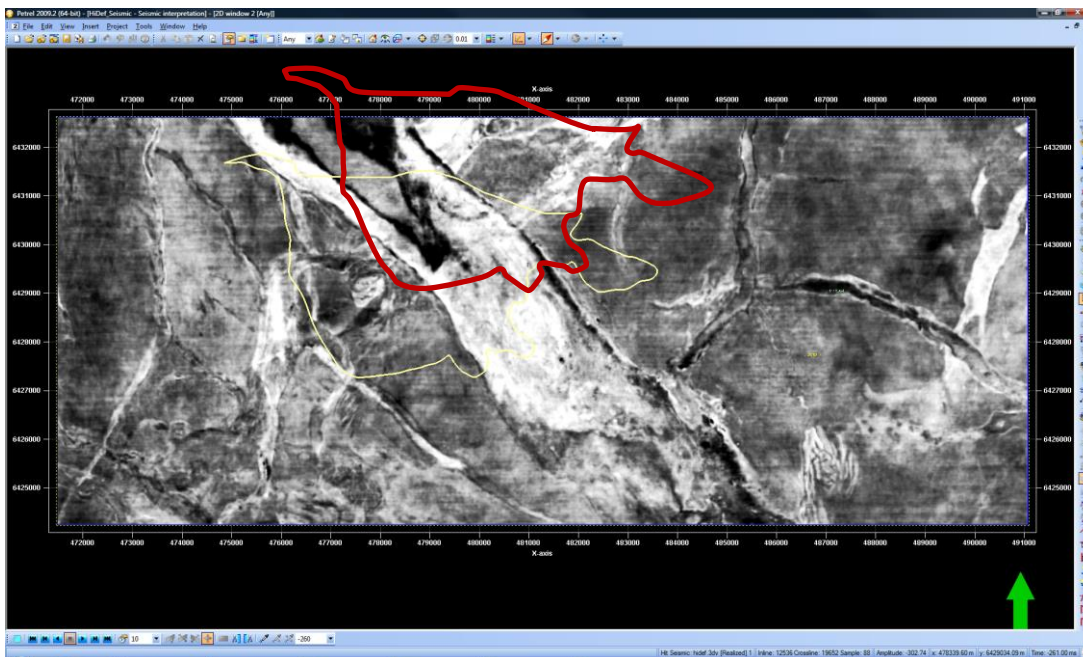 Petrel 2009.2 (64-bit) - [HiDef_Seismic - Seismic interpretation] - [2D window 2 [Any]]
File Edit View Insert Project Tools Window Help
Any 0.01
X-axis
472000 473000 474000 475000 476000 477000 478000 479000 480000 481000 482000 483000 484000 485000 486000 487000 488000 489000 490000 491000
6432000 6432000
6431000 6431000
6430000 6430000
6429000 6429000
6428000 6428000
6427000 6427000
6426000 6426000
6425000 6425000
472000 473000 474000 475000 476000 477000 478000 479000 480000 481000 482000 483000 484000 485000 486000 487000 488000 489000 490000 491000
X-axis
10 -260
Hit Seismic: hidef.3dv [Realized] 1 Inline: 12536 Crossline: 19652 Sample: 88 Amplitude: -302.74 x: 478339.60 m y: 6429034.09 m Time: -261.00 ms